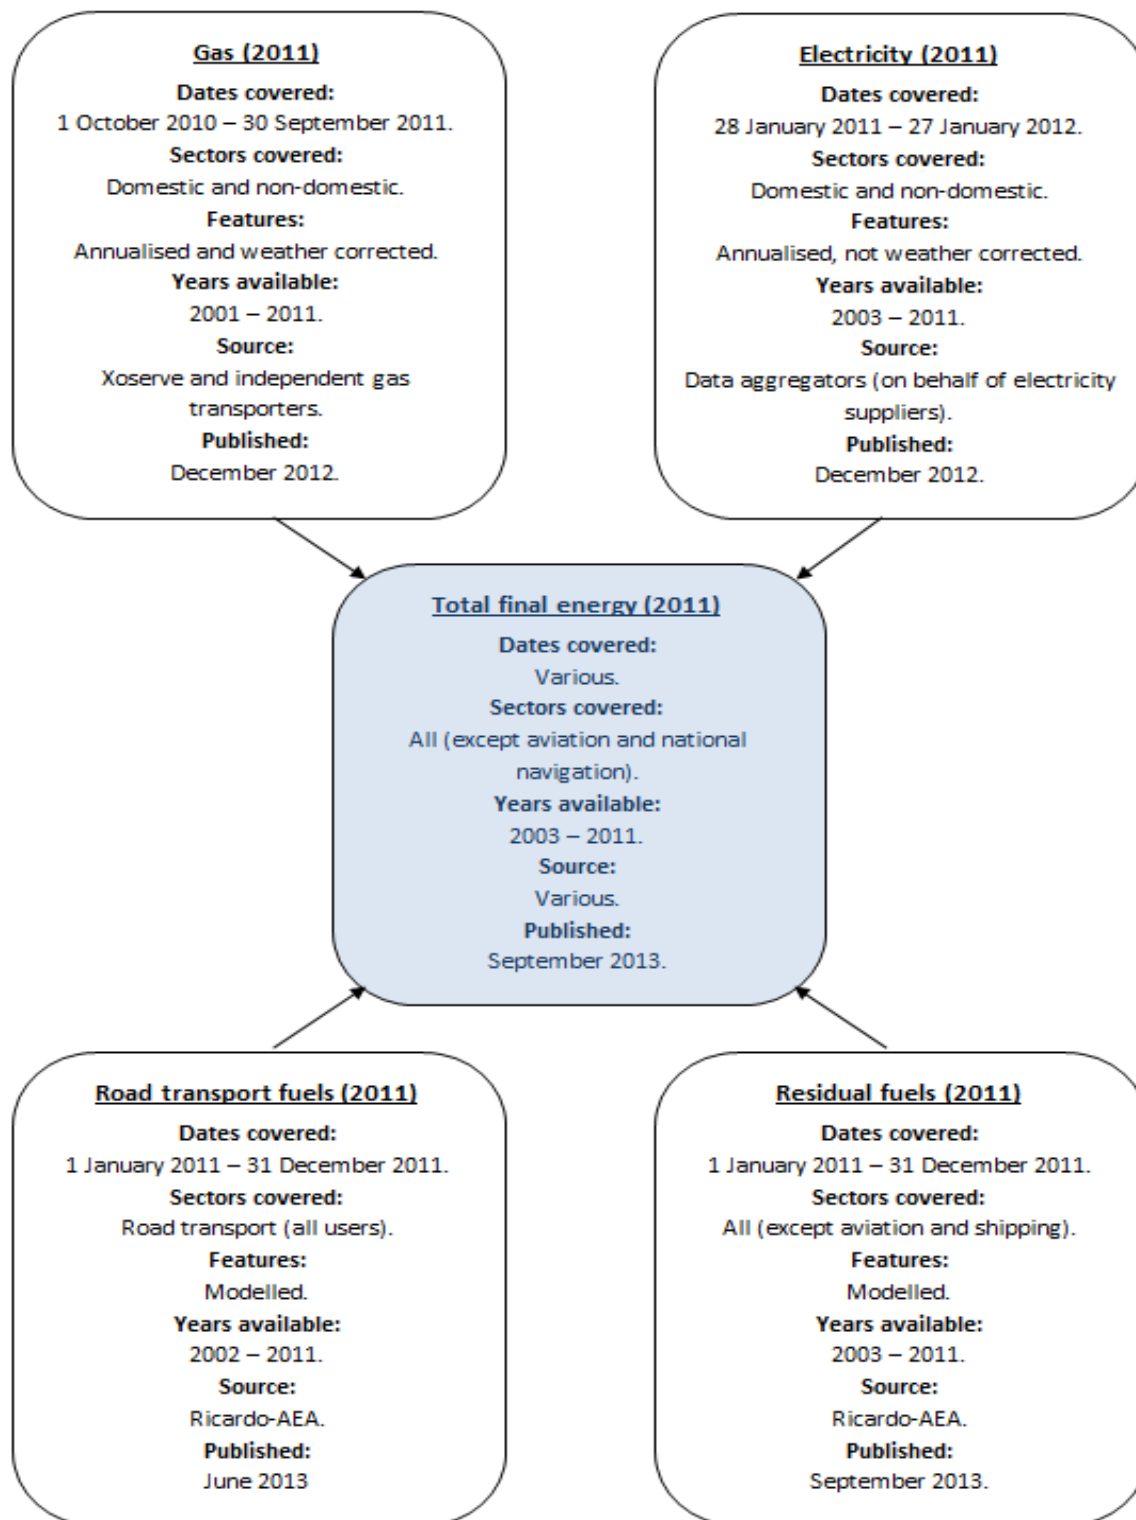 Gas (2011)
Dates covered:
1 October 2010 – 30 September 2011.
Sectors covered:
Domestic and non-domestic.
Features:
Annualised and weather corrected.
Years available:
2001 – 2011.
Source:
Xoserve and independent gas
transporters.
Published:
December 2012.
Electricity (2011)
Dates covered:
28 January 2011 – 27 January 2012.
Sectors covered:
Domestic and non-domestic.
Features:
Annualised, not weather corrected.
Years available:
2003 – 2011.
Source:
Data aggregators (on behalf of electricity
suppliers).
Published:
December 2012.
Total final energy (2011)
Dates covered:
Various.
Sectors covered:
All (except aviation and national
navigation).
Years available:
2003 – 2011.
Source:
Various.
Published:
September 2013.
Road transport fuels (2011)
Dates covered:
1 January 2011 – 31 December 2011.
Sectors covered:
Road transport (all users).
Features:
Modelled.
Years available:
2002 – 2011.
Source:
Ricardo-AEA.
Published:
June 2013
Residual fuels (2011)
Dates covered:
1 January 2011 – 31 December 2011.
Sectors covered:
All (except aviation and shipping).
Features:
Modelled.
Years available:
2003 – 2011.
Source:
Ricardo-AEA.
Published:
September 2013.